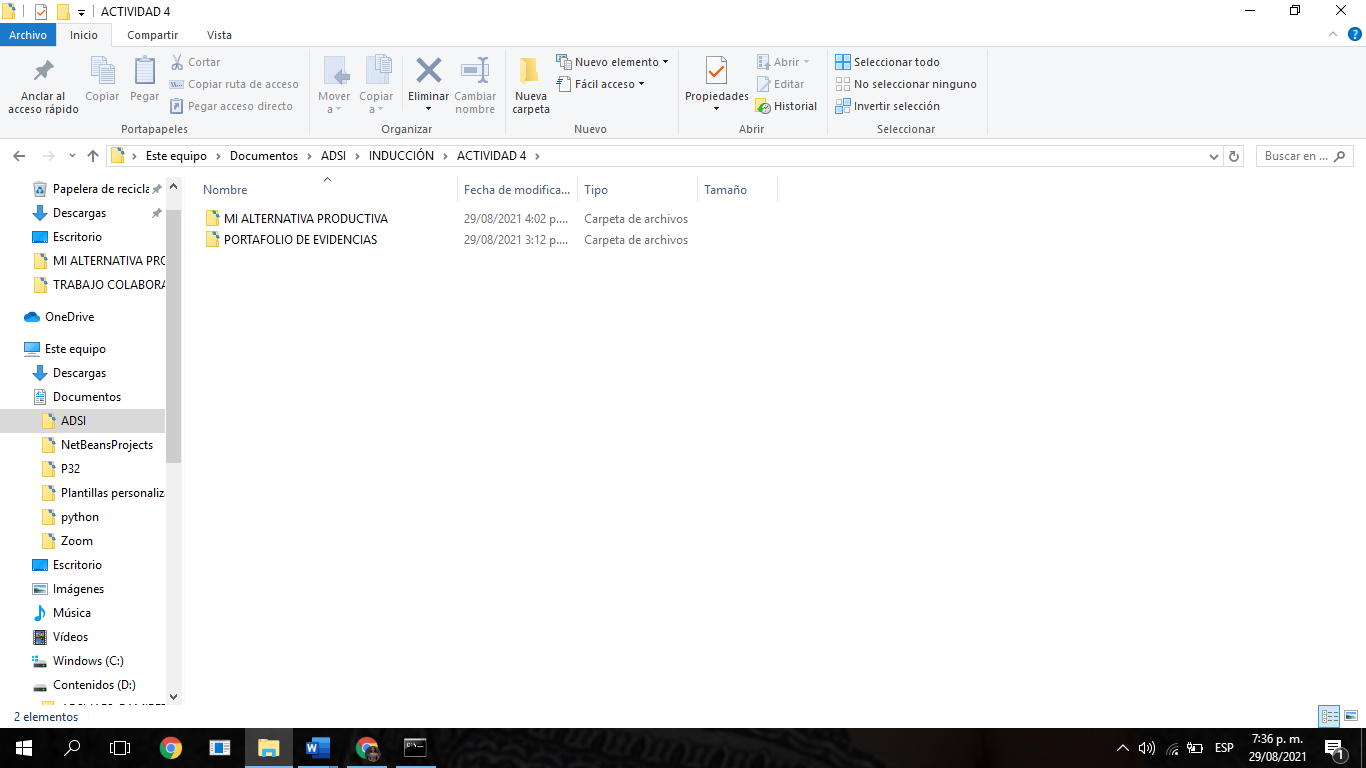 ACTIVIDAD 4
Archivo Inicio Compartir Vista
Anclar al acceso rápido
Copiar
Pegar
Cortar
Copiar ruta de acceso
Pegar acceso directo
Portapapeles
Mover a
Copiar a
Eliminar
Cambiar nombre
Organizar
Nueva carpeta
Nuevo elemento
Fácil acceso
Nuevo
Propiedades
Abrir
Editar
Historial
Abrir
Seleccionar todo
No seleccionar ninguno
Invertir selección
Seleccionar
Este equipo > Documentos > ADSI > INDUCCIÓN > ACTIVIDAD 4 >
Buscar en ...
Papelera de recicla
Descargas
Escritorio
MI ALTERNATIVA PRO
TRABAJO COLABORA
OneDrive
Este equipo
Descargas
Documentos
ADSI
NetBeansProjects
P32
Plantillas personaliz
python
Zoom
Escritorio
Imágenes
Música
Vídeos
Windows (C:)
Contenidos (D:)
Nombre Fecha de modifica... Tipo Tamaño
MI ALTERNATIVA PRODUCTIVA 29/08/2021 4:02 p.... Carpeta de archivos
PORTAFOLIO DE EVIDENCIAS 29/08/2021 3:12 p.... Carpeta de archivos
2 elementos
ESP
7:36 p. m.
29/08/2021
1